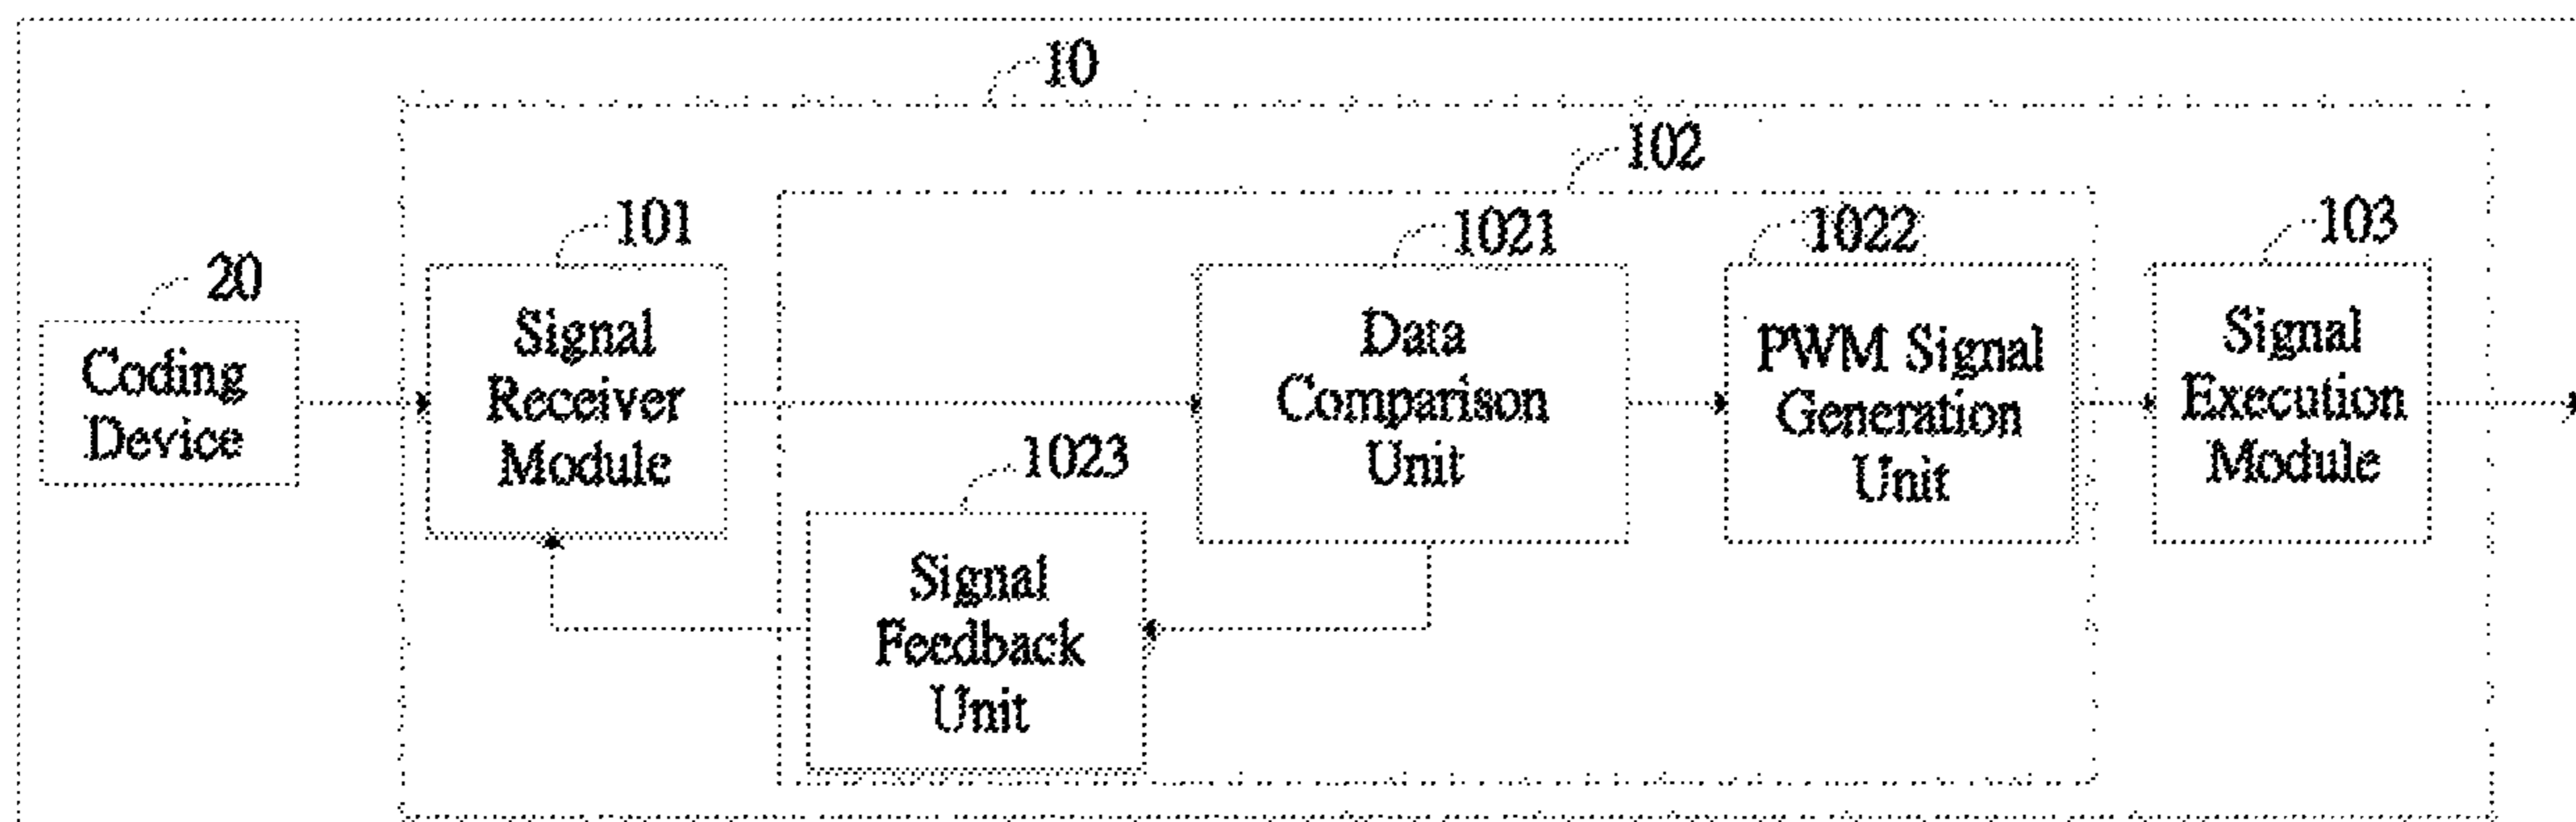 10
102
101
1021
1022
103
20
Coding
Device
Signal
Receiver
Module
Data
Comparison
Unit
PWM Signal
Generation
Unit
Signal
Execution
Module
1023
Signal
Feedback
Unit